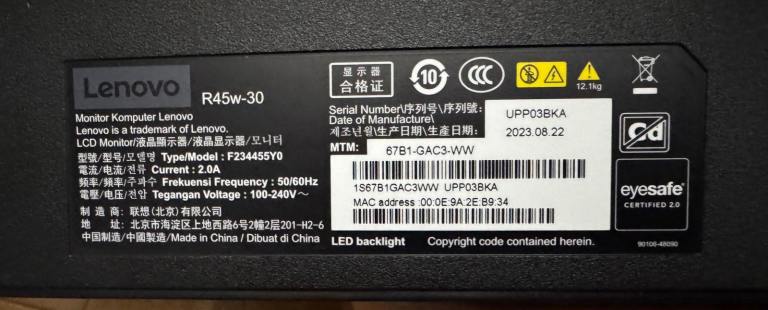 Lenovo
R45w-30
Monitor Komputer Lenovo
Lenovo is a trademark of Lenovo.
LCD Monitor/液晶顯示器/液晶显示器/모니터
型號/型号/모델명 Type/Model : F234455Y0
電流/电流/전류 Current : 2.0A
頻率/频率/주파수 Frekuensi Frequency : 50/60Hz
電壓/电压/전압 Tegangan Voltage : 100-240V～
制 造 商: 联想(北京)有限公司
地 址: 北京市海淀区上地西路6号2幢2层201-H2-6
中国制造/中國製造/Made in China / Dibuat di China
显 示 器
合格证
10
CCC
12.1kg
Serial Number\序列号\序列號:
UPP03BKA
Date of Manufacture\
제조년월\生产日期\生產日期:
2023.08.22
MTM:
67B1-GAC3-WW
1S67B1GAC3WW UPP03BKA
MAC address :00:0E:9A:2E:B9:34
LED backlight
Copyright code contained herein.
Cd
eyesafe®
CERTIFIED 2.0
90106-48090